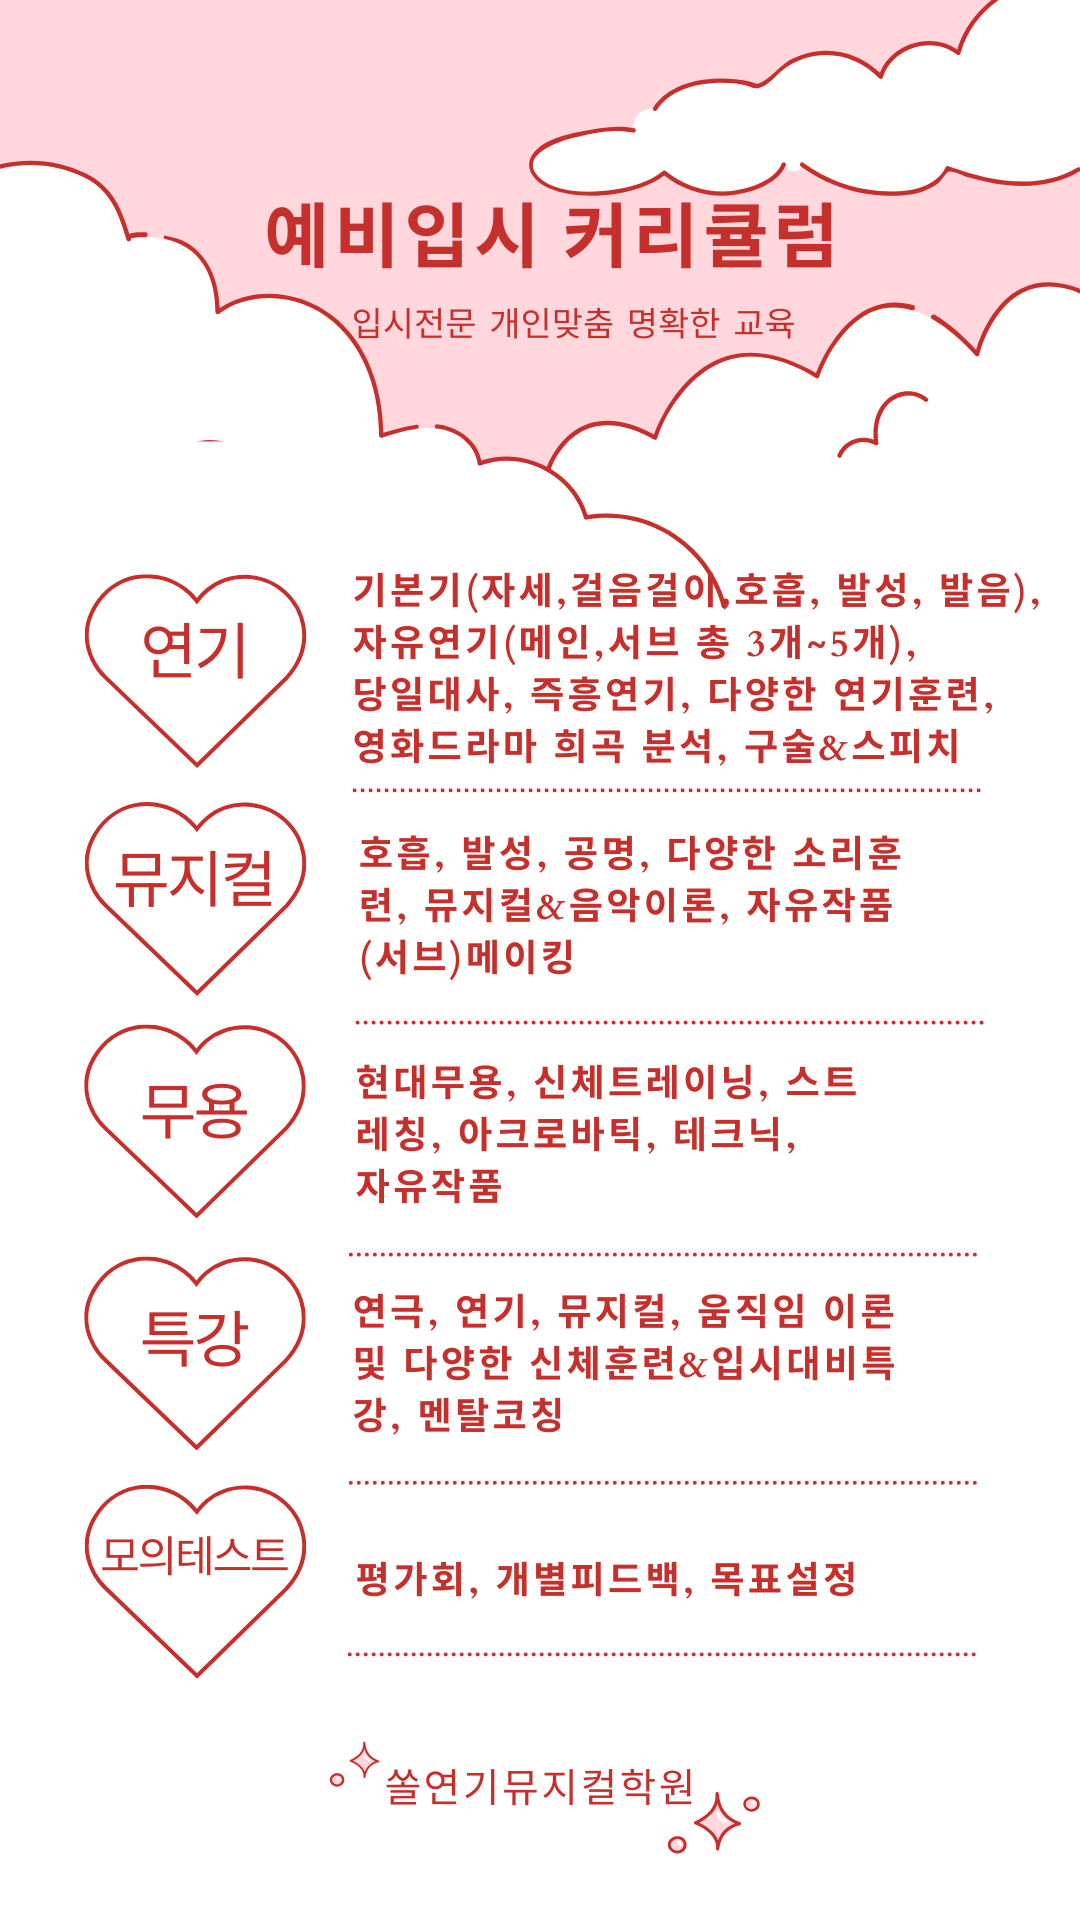 예비입시 커리큘럼
입시전문 개인맞춤 명확한 교육
연기
기본기(자세,걸음걸이,호흡, 발성, 발음),
자유연기(메인,서브 총 3개~5개),
당일대사, 즉흥연기, 다양한 연기훈련,
영화드라마 희곡 분석, 구술&스피치
뮤지컬
호흡, 발성, 공명, 다양한 소리훈
련, 뮤지컬&음악이론, 자유작품
(서브)메이킹
무용
현대무용, 신체트레이닝, 스트
레칭, 아크로바틱, 테크닉,
자유작품
특강
연극, 연기, 뮤지컬, 움직임 이론
및 다양한 신체훈련&입시대비특
강, 멘탈코칭
모의테스트
평가회, 개별피드백, 목표설정
쏠연기뮤지컬학원